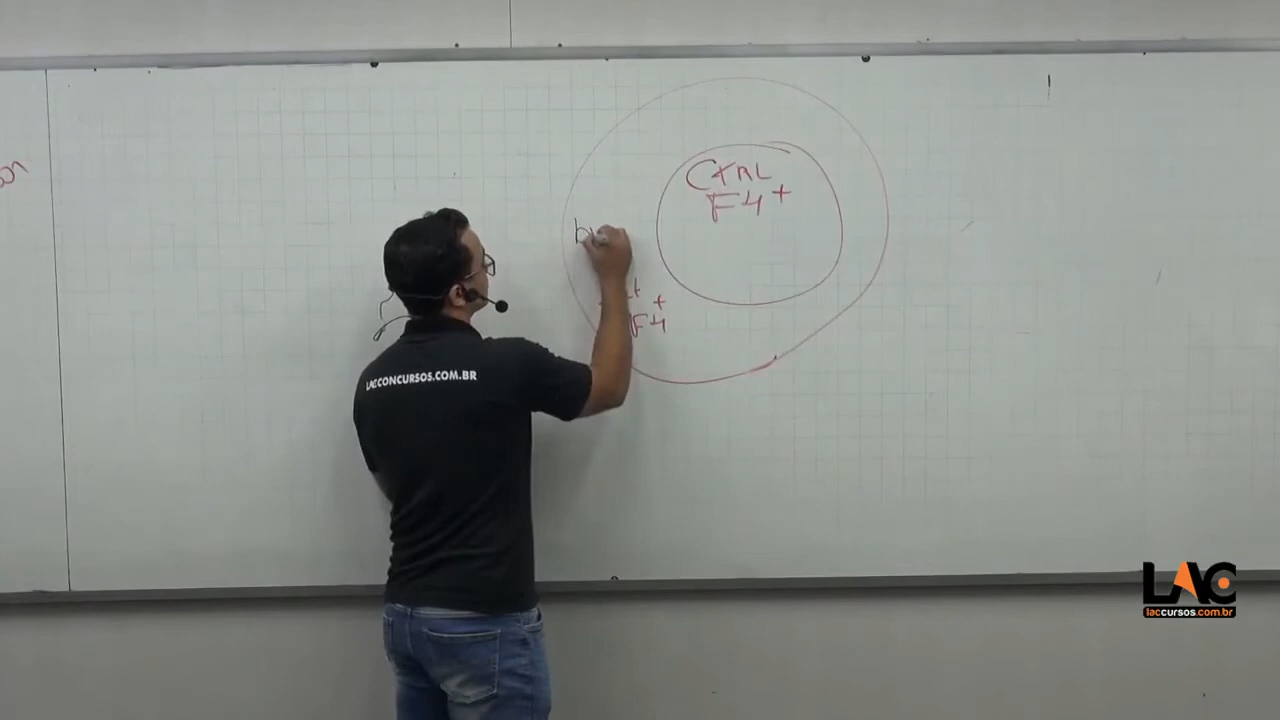 CTRL
F4 +
+
F4
LACCONCURSOS.COM.BR
LAC
laccursos.com.br